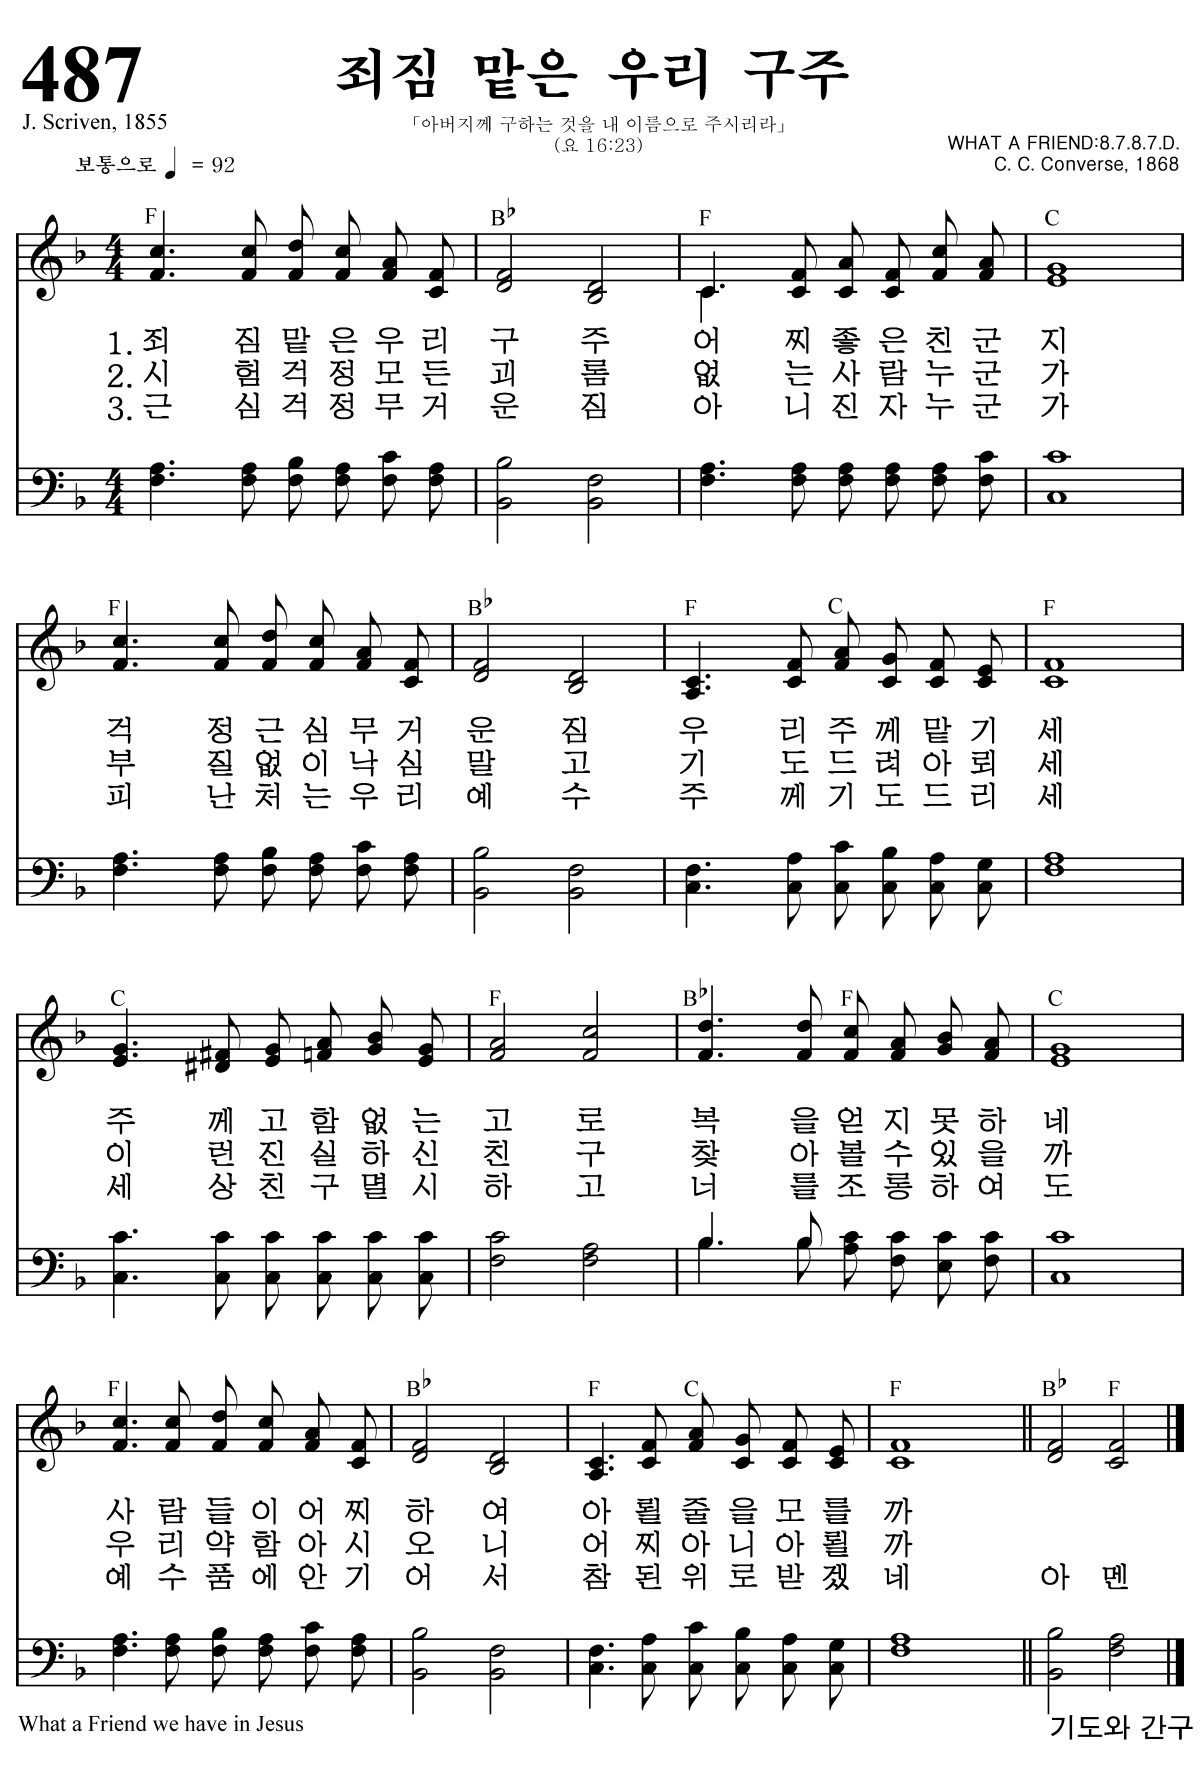 487
죄짐 맡은 우리 구주
J. Scriven, 1855
「아버지께 구하는 것을 내 이름으로 주시리라」
(요 16:23)
WHAT A FRIEND:8.7.8.7.D.
보통으로 ♩ = 92
C. C. Converse, 1868
F B♭ F C
1. 죄 짐 맡 은 우 리 구 주 어 찌 좋 은 친 군 지
2. 시 험 걱 정 모 든 괴 롬 없 는 사 람 누 군 가
3. 근 심 걱 정 무 거 운 짐 아 니 진 자 누 군 가
F B♭ F C F
걱 정 근 심 무 거 운 짐 우 리 주 께 맡 기 세
부 질 없 이 낙 심 말 고 기 도 드 려 아 뢰 세
피 난 처 는 우 리 예 수 주 께 기 도 드 리 세
C F B♭ F C
주 께 고 함 없 는 고 로 복 을 얻 지 못 하 네
이 런 진 실 하 신 친 구 찾 아 볼 수 있 을 까
세 상 친 구 멸 시 하 고 너 를 조 롱 하 여 도
F B♭ F C F B♭ F
사 람 들 이 어 찌 하 여 아 뢸 줄 을 모 를 까
우 리 약 함 아 시 오 니 어 찌 아 니 아 뢸 까
예 수 품 에 안 기 어 서 참 된 위 로 받 겠 네 아 멘
What a Friend we have in Jesus
기도와 간구